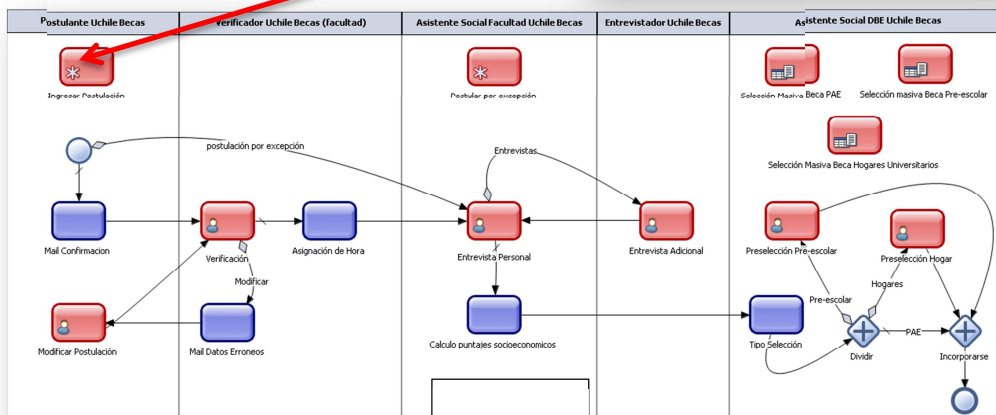 Postulante Uchile Becas
Verificador Uchile Becas (facultad)
Asistente Social Facultad Uchile Becas
Entrevistador Uchile Becas
Asistente Social DBE Uchile Becas
Ingresar Postulación
Postular por excepción
Selección Masiva Beca PAE
Selección masiva Beca Pre-escolar
Selección Masiva Beca Hogares Universitarios
postulación por excepción
Entrevistas
Mail Confirmacion
Verificación
Asignación de Hora
Entrevista Personal
Entrevista Adicional
Preselección Pre-escolar
Preselección Hogar
Modificar
Hogares
Pre-escolar
PAE
Modificar Postulación
Mail Datos Erroneos
Calculo puntajes socioeconomicos
Tipo Selección
Dividir
Incorporarse